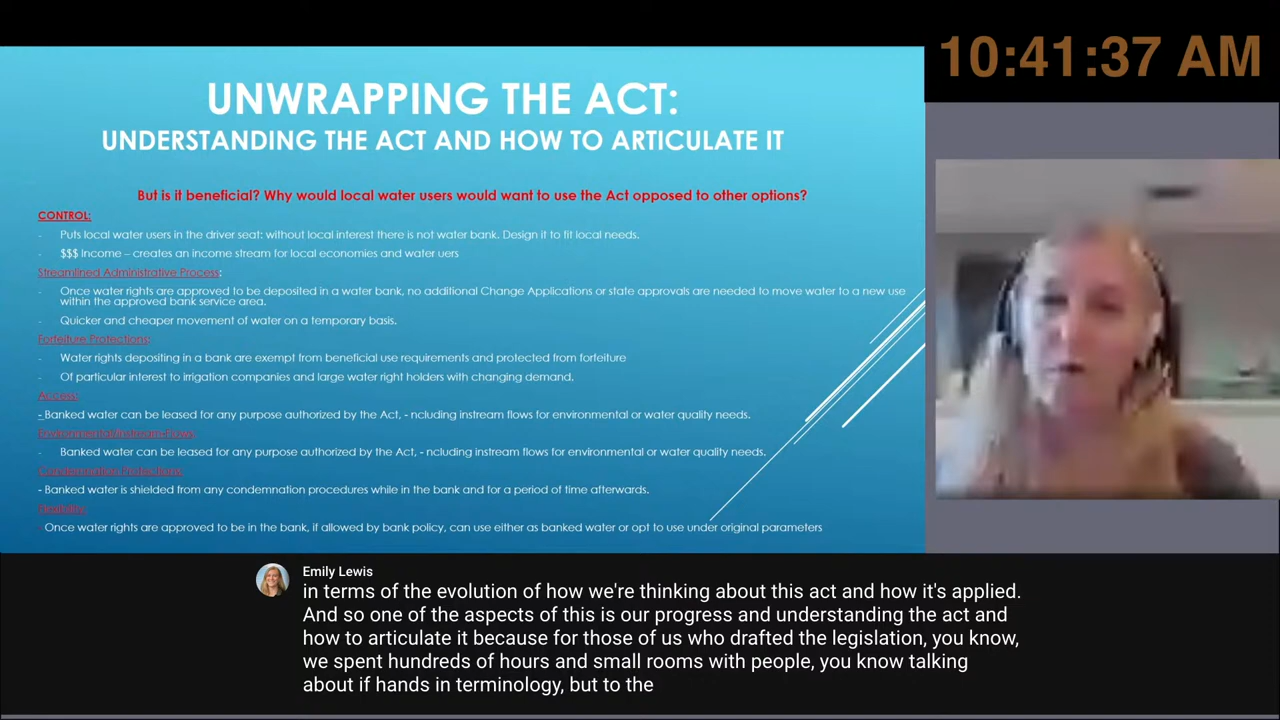 10:41:37 AM
UNWRAPPING THE ACT:
UNDERSTANDING THE ACT AND HOW TO ARTICULATE IT
But is it beneficial? Why would local water users would want to use the Act opposed to other options?
CONTROL:
- Puts local water users in the driver seat: without local interest there is not water bank. Design it to fit local needs.
- $$$ Income – creates an income stream for local economies and water uers
Streamlined Administrative Process:
- Once water rights are approved to be deposited in a water bank, no additional Change Applications or state approvals are needed to move water to a new use
within the approved bank service area.
- Quicker and cheaper movement of water on a temporary basis.
Forfeiture Protections:
- Water rights depositing in a bank are exempt from beneficial use requirements and protected from forfeiture
- Of particular interest to irrigation companies and large water right holders with changing demand.
Access:
- Banked water can be leased for any purpose authorized by the Act, - ncluding instream flows for environmental or water quality needs.
Environmental/Instream Flows
- Banked water can be leased for any purpose authorized by the Act, - ncluding instream flows for environmental or water quality needs.
Condemnation Protections
- Banked water is shielded from any condemnation procedures while in the bank and for a period of time afterwards.
Flexibility
- Once water rights are approved to be in the bank, if allowed by bank policy, can use either as banked water or opt to use under original parameters
Emily Lewis
in terms of the evolution of how we're thinking about this act and how it's applied.
And so one of the aspects of this is our progress and understanding the act and
how to articulate it because for those of us who drafted the legislation, you know,
we spent hundreds of hours and small rooms with people, you know talking
about if hands in terminology, but to the